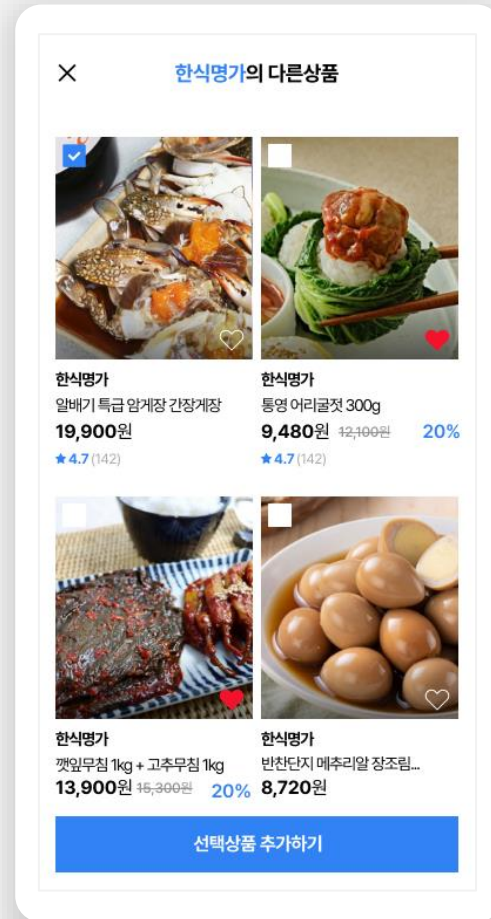 한식명가의 다른상품
한식명가
알배기 특급 암게장 간장게장
19,900원
4.7 (142)
한식명가
통영 어리굴젓 300g
9,480원 12,100원 20%
4.7 (142)
한식명가
깻잎무침 1kg + 고추무침 1kg
13,900원 15,300원 20%
한식명가
반찬단지 메추리알 장조림...
8,720원
선택상품 추가하기